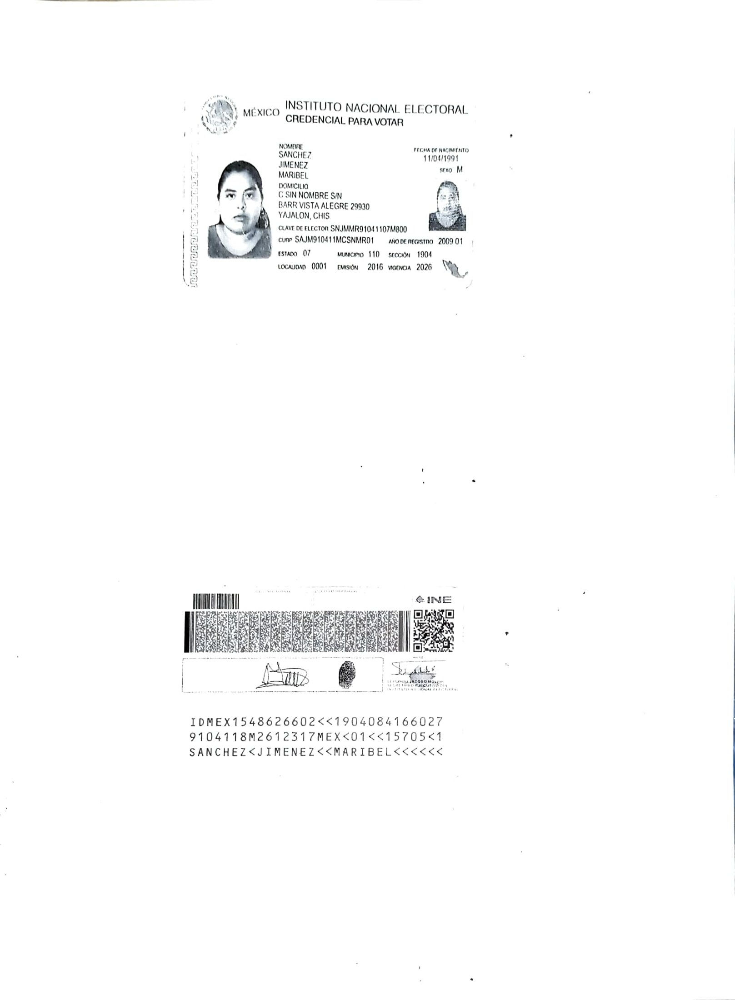 MÉXICO
INSTITUTO NACIONAL ELECTORAL
CREDENCIAL PARA VOTAR
NOMBRE
SANCHEZ
JIMENEZ
MARIBEL
FECHA DE NACIMIENTO
11/04/1991
SEXO M
DOMICILIO
C SIN NOMBRE S/N
BARR VISTA ALEGRE 29930
YAJALON, CHIS
CLAVE DE ELECTOR SNJMMR91041107M800
CURP SAJM910411MCSNMR01 AÑO DE REGISTRO 2009 01
ESTADO 07 MUNICIPIO 110 SECCIÓN 1904
LOCALIDAD 0001 EMISIÓN 2016 VIGENCIA 2026
INE
EDMUNDO JACOBO MOLINA
SECRETARIO EJECUTIVO DEL
INSTITUTO NACIONAL ELECTORAL
IDMEX1548626602<<1904084166027
9104118M2612317MEX<01<<15705<1
SANCHEZ<JIMENEZ<<MARIBEL<<<<<<